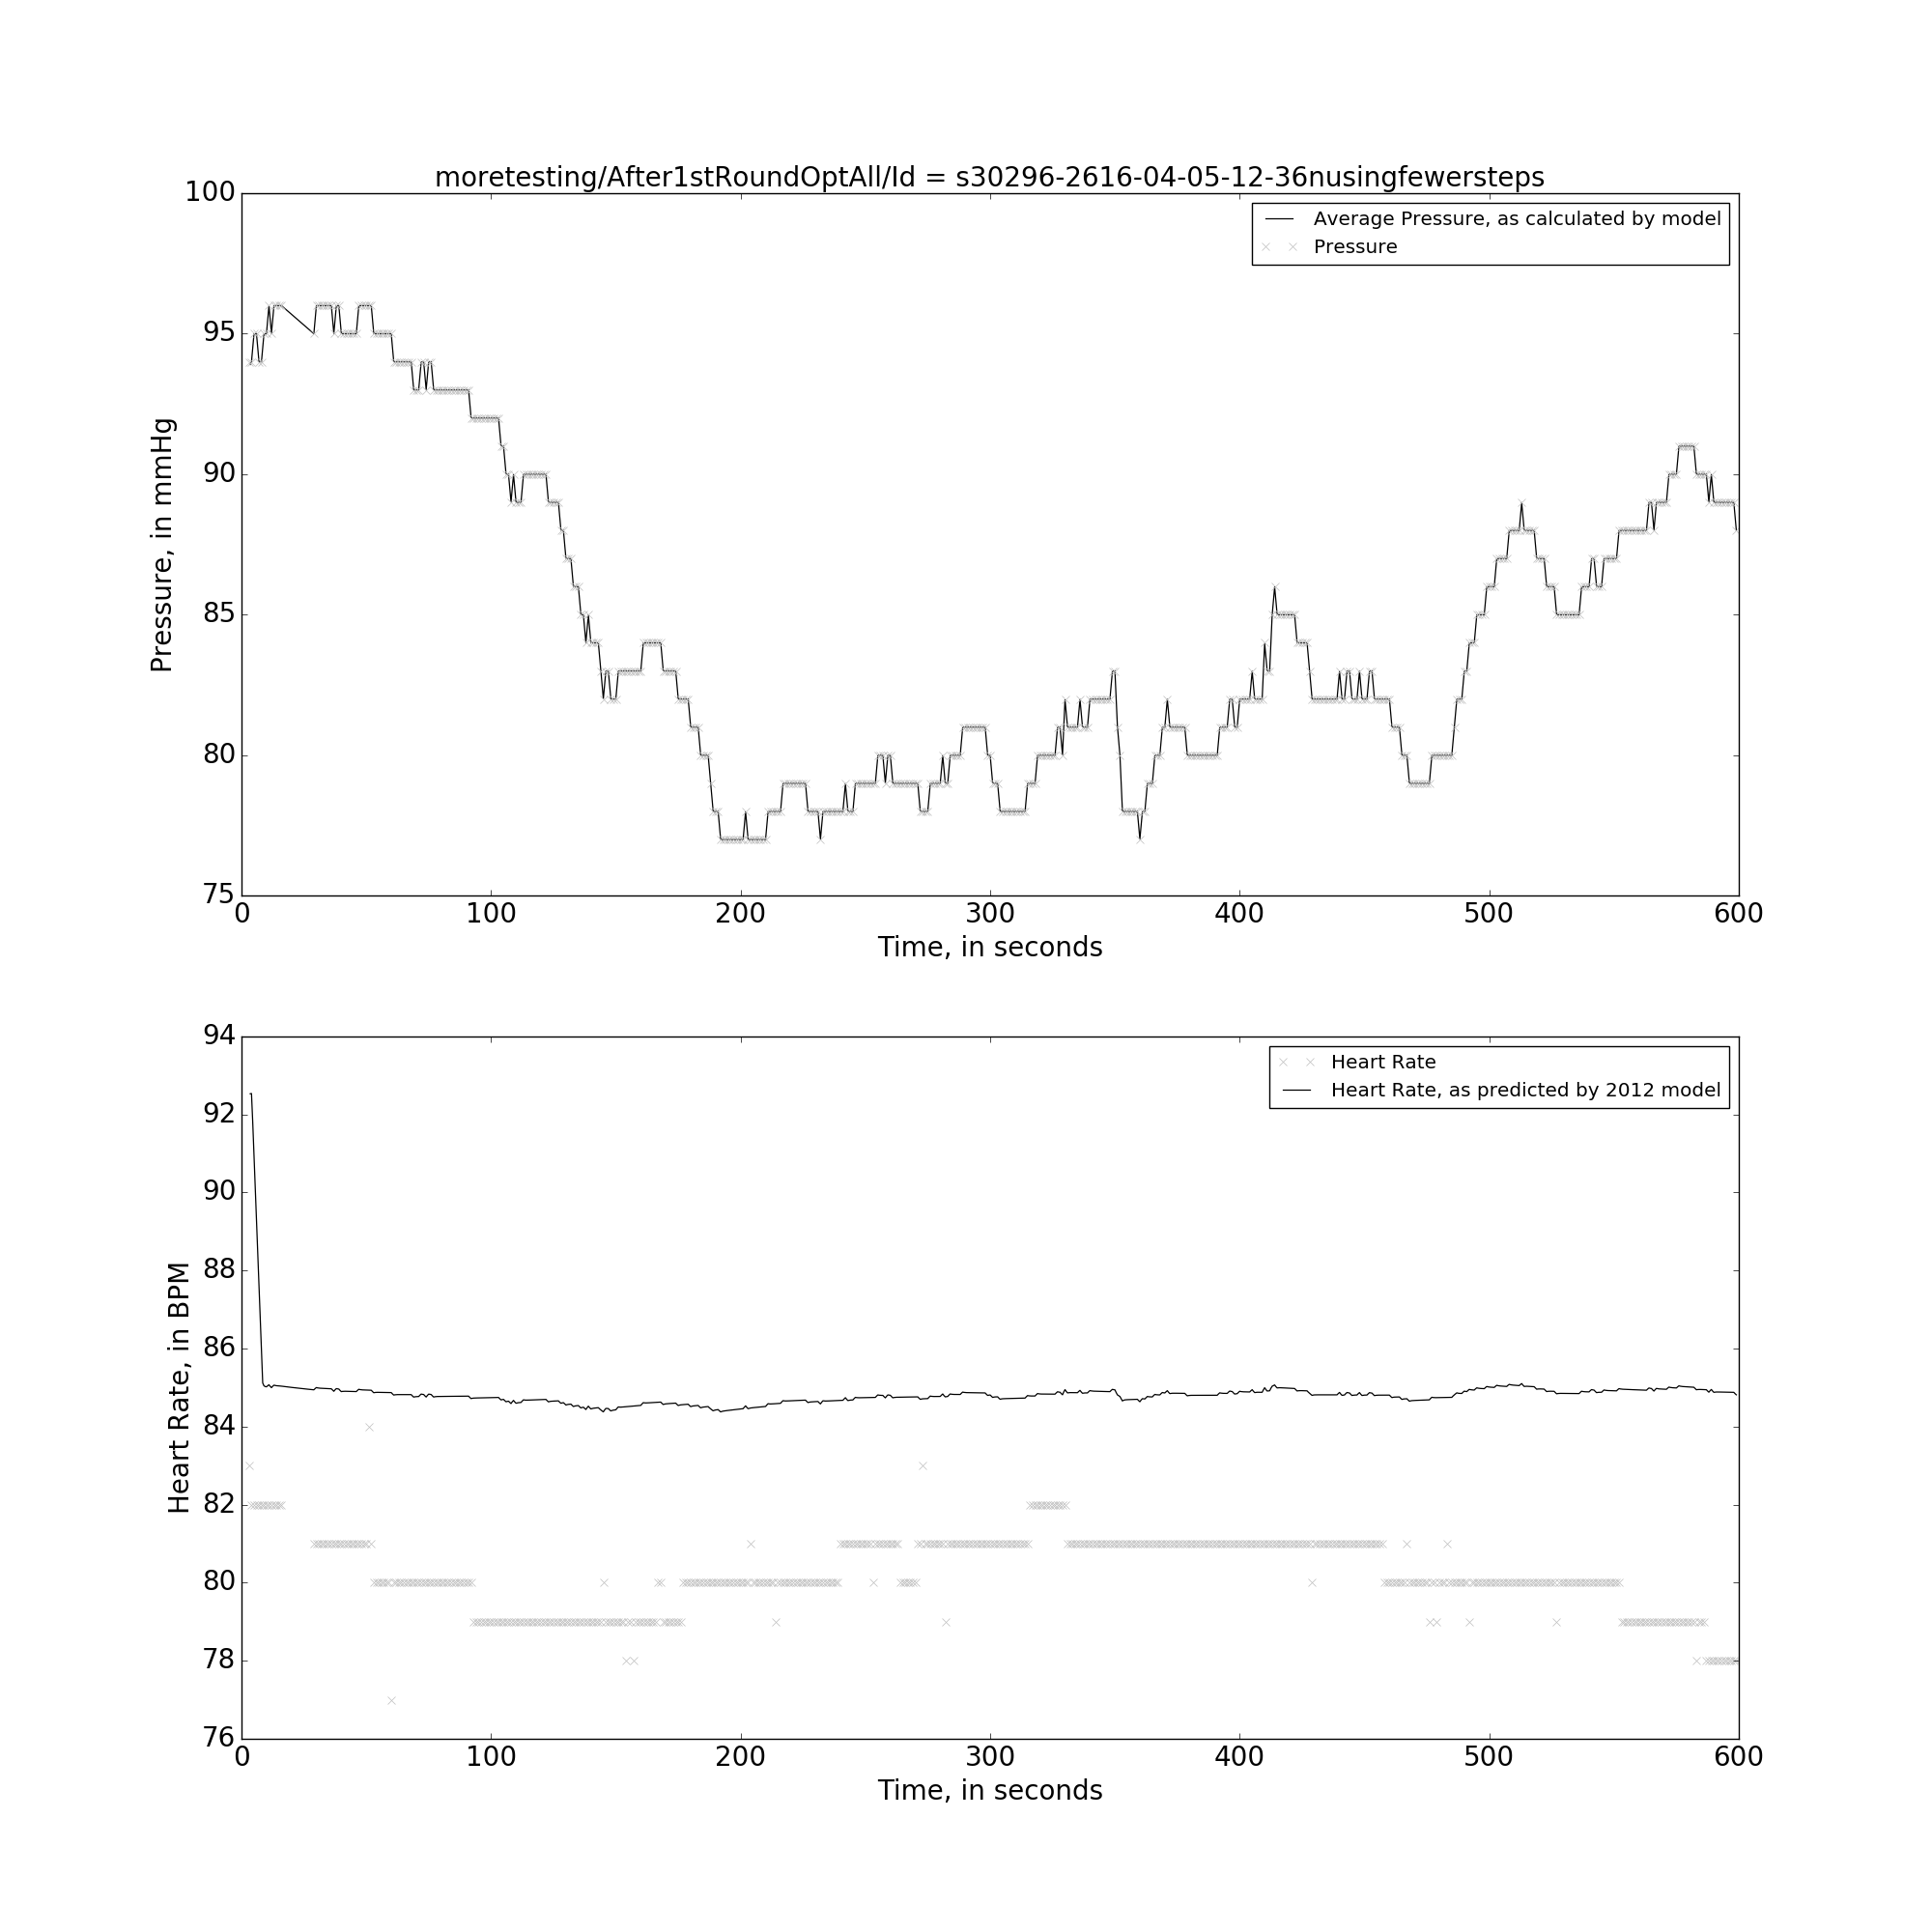 moretesting/After1stRoundOptAll/Id = s30296-2616-04-05-12-36nusingfewersteps
100
95
90
85
80
75
Pressure, in mmHg
Average Pressure, as calculated by model
Pressure
0 100 200 300 400 500 600
Time, in seconds
94
92
90
88
86
84
82
80
78
76
Heart Rate, in BPM
Heart Rate
Heart Rate, as predicted by 2012 model
0 100 200 300 400 500 600
Time, in seconds